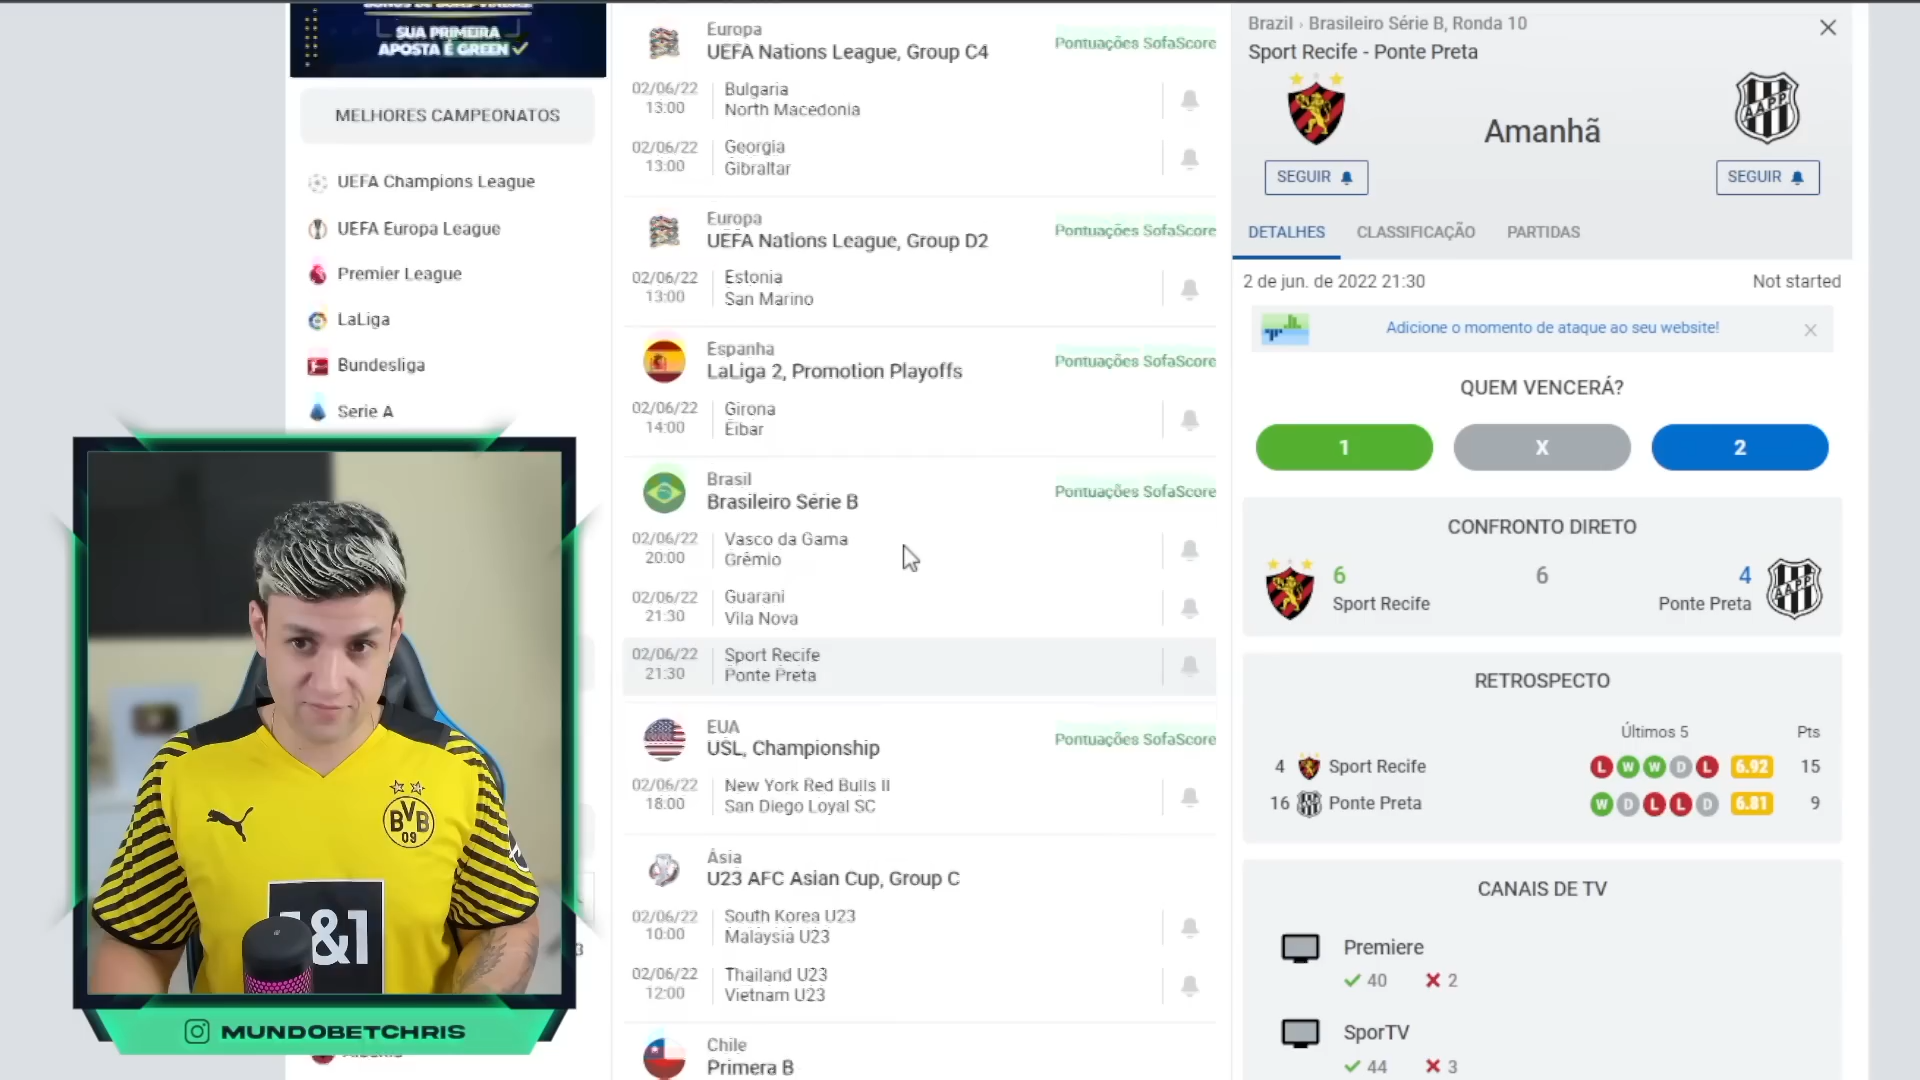 BÔNUS DE BOAS-VINDAS.
SUA PRIMEIRA
APOSTA É GREEN
MELHORES CAMPEONATOS
UEFA Champions League
UEFA Europa League
Premier League
LaLiga
Bundesliga
Serie A
Europa
UEFA Nations League, Group C4
Pontuações SofaScore
02/06/22
13:00
Bulgaria
North Macedonia
02/06/22
13:00
Georgia
Gibraltar
Europa
UEFA Nations League, Group D2
Pontuações SofaScore
02/06/22
13:00
Estonia
San Marino
Espanha
LaLiga 2, Promotion Playoffs
Pontuações SofaScore
02/06/22
14:00
Girona
Eibar
Brasil
Brasileiro Série B
Pontuações SofaScore
02/06/22
20:00
Vasco da Gama
Grêmio
02/06/22
21:30
Guarani
Vila Nova
02/06/22
21:30
Sport Recife
Ponte Preta
EUA
USL, Championship
Pontuações SofaScore
02/06/22
18:00
New York Red Bulls II
San Diego Loyal SC
Ásia
U23 AFC Asian Cup, Group C
02/06/22
10:00
South Korea U23
Malaysia U23
02/06/22
12:00
Thailand U23
Vietnam U23
Chile
Primera B
Brazil › Brasileiro Série B, Ronda 10
Sport Recife - Ponte Preta
Amanhã
AAPP
SEGUIR
SEGUIR
DETALHES CLASSIFICAÇÃO PARTIDAS
2 de jun. de 2022 21:30
Not started
Adicione o momento de ataque ao seu website!
QUEM VENCERÁ?
1 X 2
CONFRONTO DIRETO
6 6 4
Sport Recife
Ponte Preta
AAPP
RETROSPECTO
Últimos 5 Pts
4 Sport Recife L W W D L 6.92 15
16 Ponte Preta W D L L D 6.81 9
CANAIS DE TV
Premiere
40 2
SporTV
44 3
BVB
09
1&1
MUNDOBETCHRIS